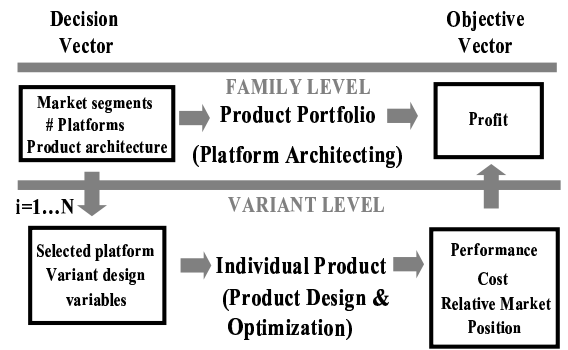 Decision
Vector
Objective
Vector
FAMILY LEVEL
Market segments
# Platforms
Product architecture
Product Portfolio
(Platform Architecting)
Profit
i=1...N
VARIANT LEVEL
Selected platform
Variant design
variables
Individual Product
(Product Design &
Optimization)
Performance
Cost
Relative Market
Position